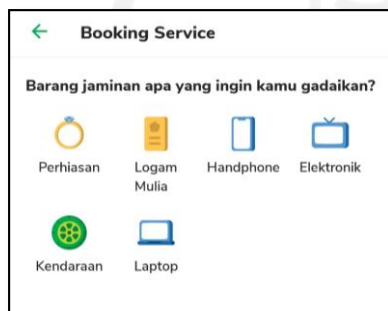 Booking Service
Barang jaminan apa yang ingin kamu gadaikan?
Perhiasan
Logam
Mulia
Handphone
Elektronik
Kendaraan
Laptop